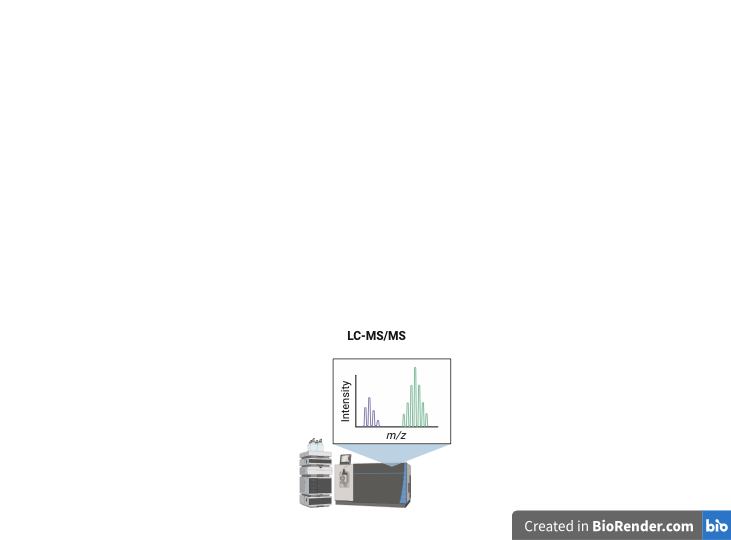 LC-MS/MS
Intensity
m/z
Created in BioRender.com bio